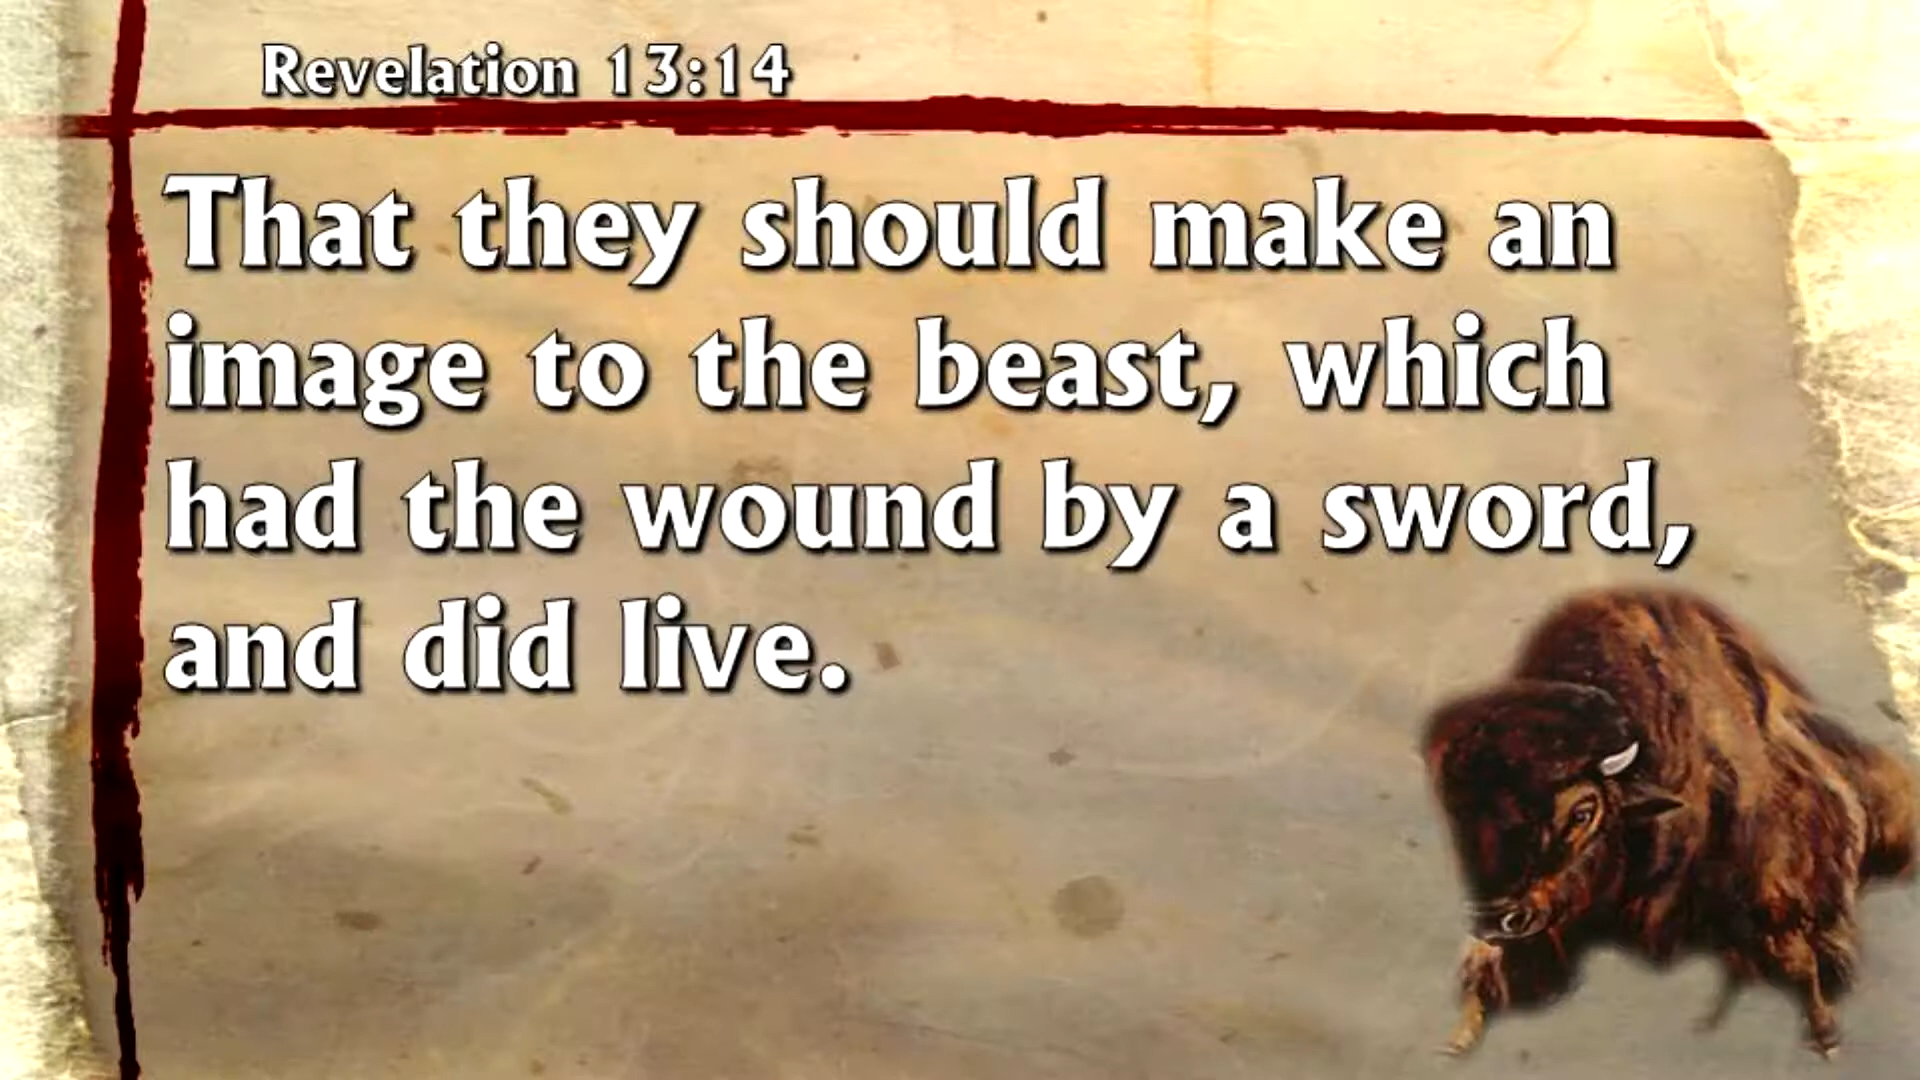 Revelation 13:14
That they should make an
image to the beast, which
had the wound by a sword,
and did live.